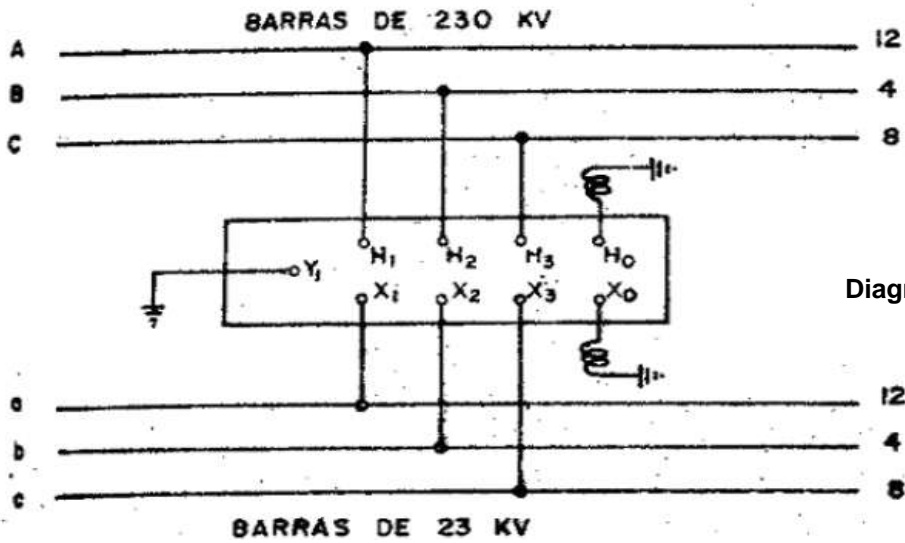 BARRAS DE 230 KV
A 12
B 4
C 8
Y1 H1 H2 H3 H0
X1 X2 X3 X0
Diagr
a 12
b 4
c 8
BARRAS DE 23 KV